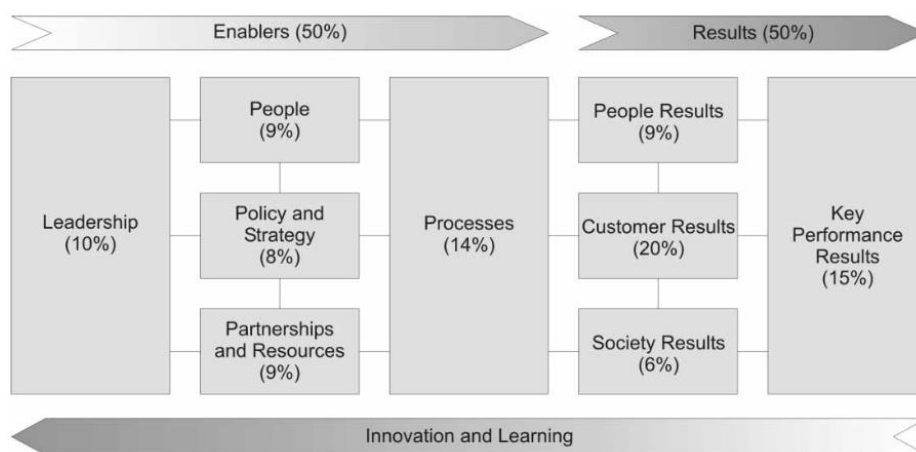 Enablers (50%)
Results (50%)
Leadership
(10%)
People
(9%)
Policy and
Strategy
(8%)
Partnerships
and Resources
(9%)
Processes
(14%)
People Results
(9%)
Customer Results
(20%)
Society Results
(6%)
Key
Performance
Results
(15%)
Innovation and Learning